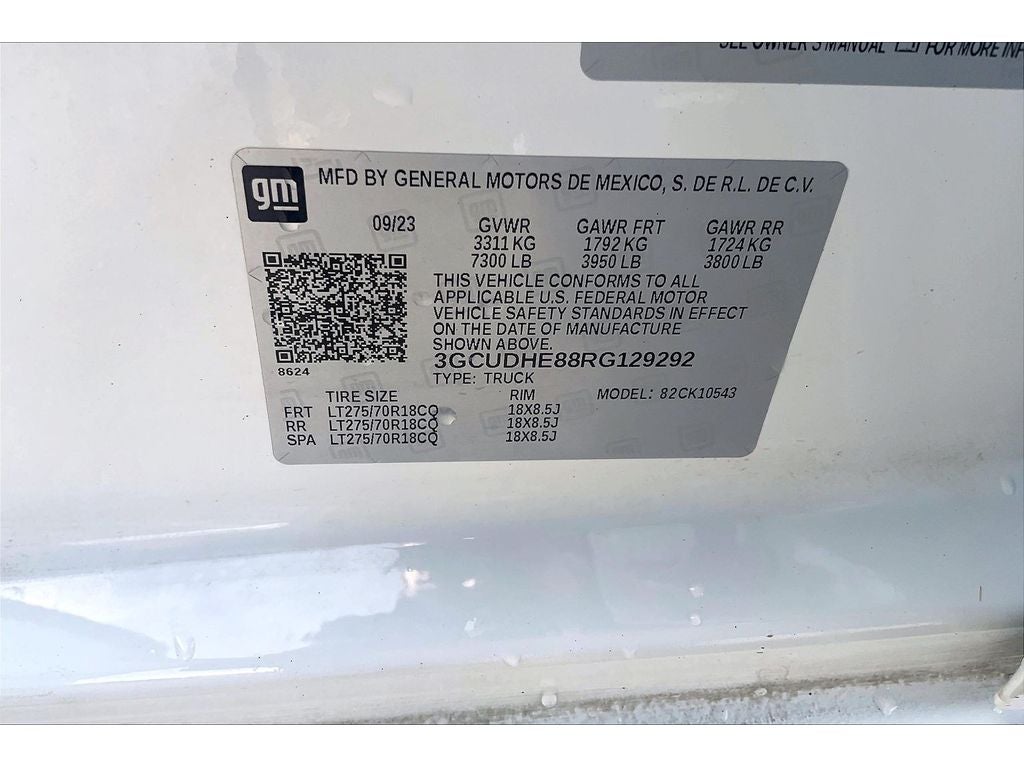 SEE OWNER'S MANUAL FOR MORE INF
gm MFD BY GENERAL MOTORS DE MEXICO, S. DE R.L. DE C.V.
09/23 GVWR GAWR FRT GAWR RR
3311 KG 1792 KG 1724 KG
7300 LB 3950 LB 3800 LB
THIS VEHICLE CONFORMS TO ALL
APPLICABLE U.S. FEDERAL MOTOR
VEHICLE SAFETY STANDARDS IN EFFECT
ON THE DATE OF MANUFACTURE
SHOWN ABOVE.
3GCUDHE88RG129292
8624
TYPE: TRUCK MODEL: 82CK10543
TIRE SIZE RIM
FRT LT275/70R18CQ 18X8.5J
RR LT275/70R18CQ 18X8.5J
SPA LT275/70R18CQ 18X8.5J